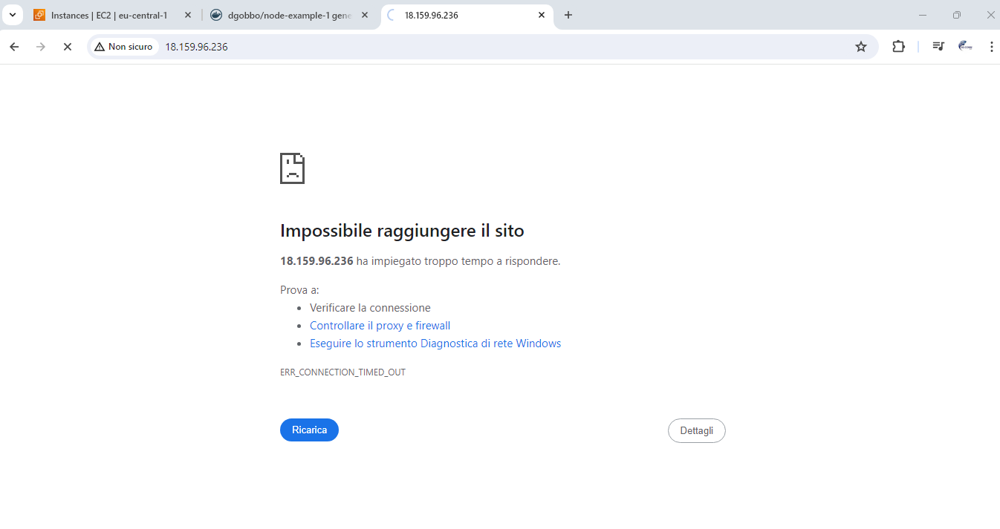 Instances | EC2 | eu-central-1
dgobbo/node-example-1 gene
18.159.96.236
Non sicuro
18.159.96.236
Impossibile raggiungere il sito
18.159.96.236 ha impiegato troppo tempo a rispondere.
Prova a:
Verificare la connessione
Controllare il proxy e firewall
Eseguire lo strumento Diagnostica di rete Windows
ERR_CONNECTION_TIMED_OUT
Ricarica
Dettagli